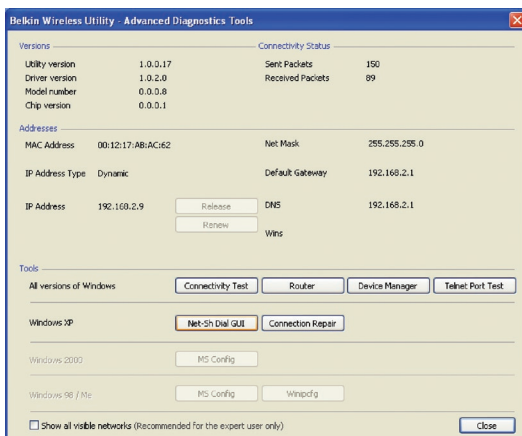 Belkin Wireless Utility - Advanced Diagnostics Tools
Versions
Connectivity Status
Utility version 1.0.0.17
Sent Packets 150
Driver version 1.0.2.0
Received Packets 89
Model number 0.0.0.8
Chip version 0.0.0.1
Addresses
MAC Address 00:12:17:AB:AC:62
Net Mask 255.255.255.0
IP Address Type Dynamic
Default Gateway 192.168.2.1
IP Address 192.168.2.9 Release
DNS 192.168.2.1
Renew
Wins
Tools
All versions of Windows Connectivity Test Router Device Manager Telnet Port Test
Windows XP Net-Sh Dial GUI Connection Repair
Windows 2000 MS Config
Windows 98 / Me MS Config Winipcfg
Show all visible networks (Recommended for the expert user only) Close